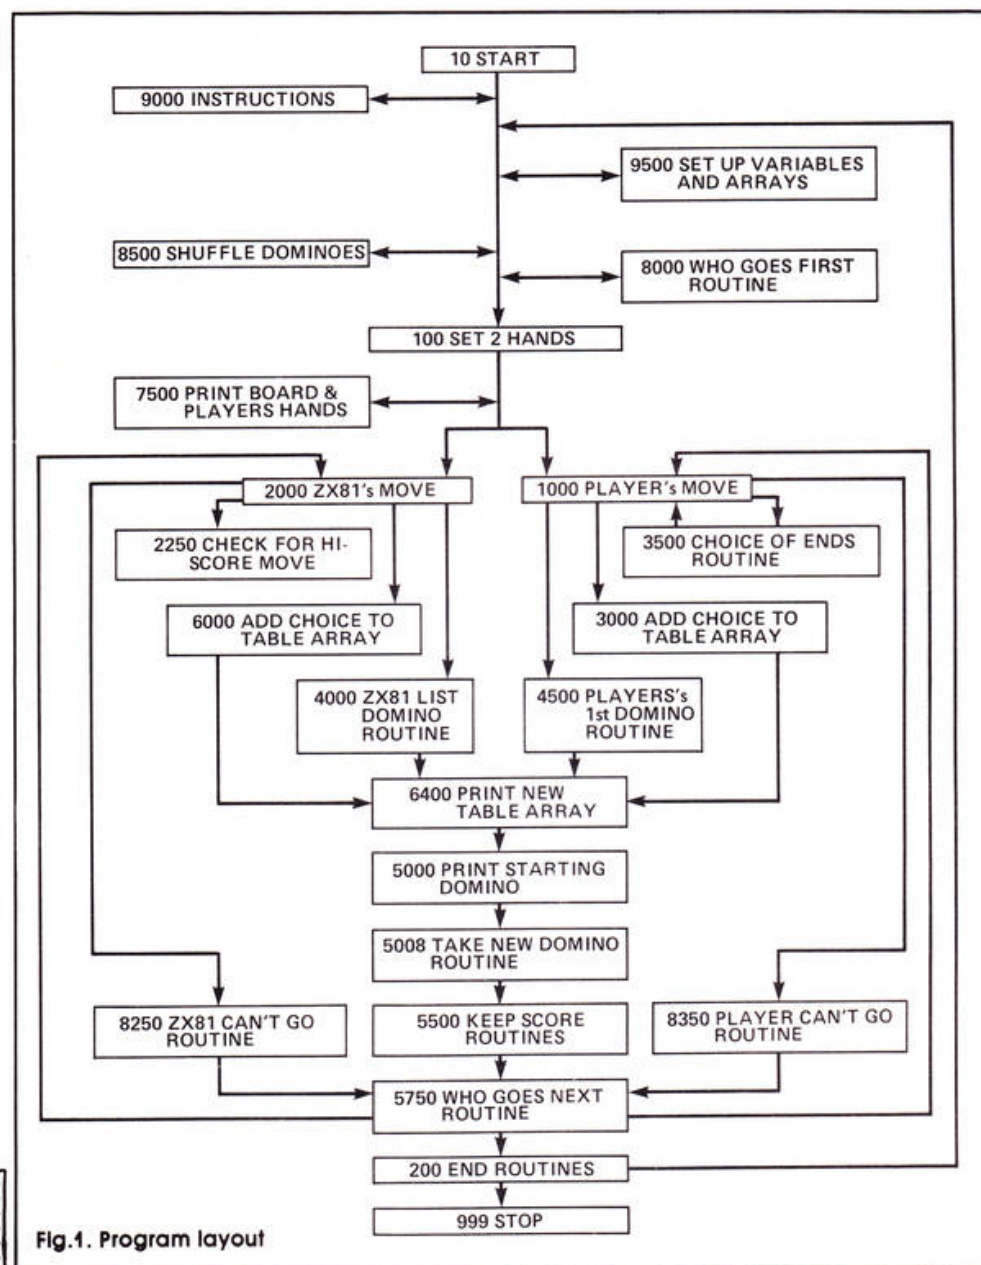 10 START
9000 INSTRUCTIONS
9500 SET UP VARIABLES
AND ARRAYS
8500 SHUFFLE DOMINOES
8000 WHO GOES FIRST
ROUTINE
100 SET 2 HANDS
7500 PRINT BOARD &
PLAYERS HANDS
2000 ZX81's MOVE
1000 PLAYER's MOVE
2250 CHECK FOR HI-
SCORE MOVE
3500 CHOICE OF ENDS
ROUTINE
6000 ADD CHOICE TO
TABLE ARRAY
3000 ADD CHOICE TO
TABLE ARRAY
4000 ZX81 LIST
DOMINO
ROUTINE
4500 PLAYERS's
1st DOMINO
ROUTINE
6400 PRINT NEW
TABLE ARRAY
5000 PRINT STARTING
DOMINO
5008 TAKE NEW DOMINO
ROUTINE
8250 ZX81 CAN'T GO
ROUTINE
5500 KEEP SCORE
ROUTINES
8350 PLAYER CAN'T GO
ROUTINE
5750 WHO GOES NEXT
ROUTINE
200 END ROUTINES
999 STOP
Fig.1. Program layout